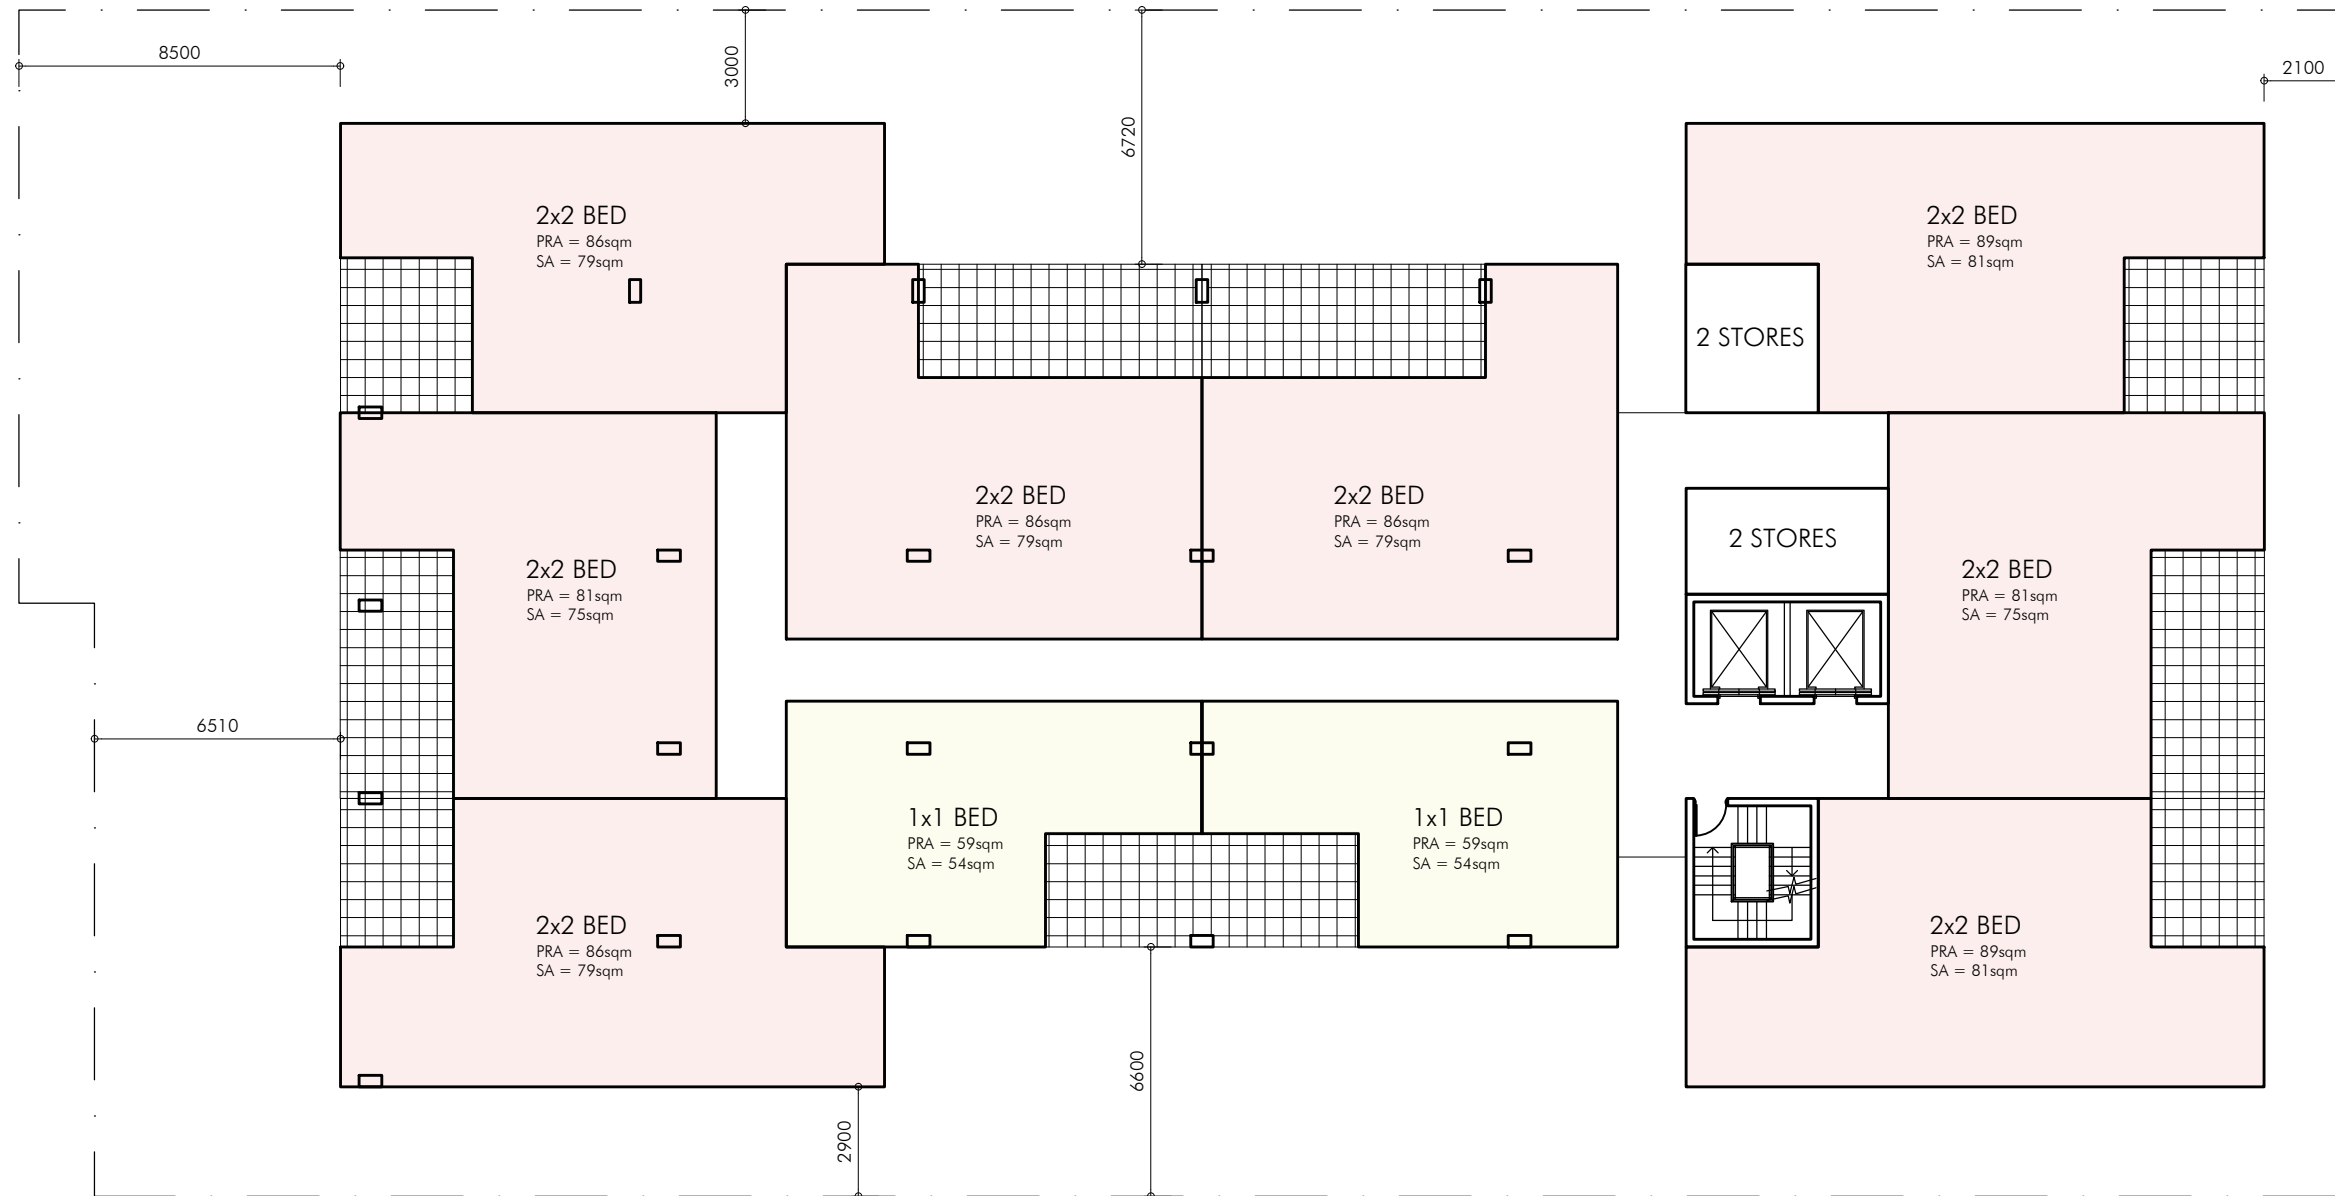 8500
3000
6720
2100
2x2 BED
PRA = 86sqm
SA = 79sqm
2x2 BED
PRA = 89sqm
SA = 81sqm
2 STORES
2x2 BED
PRA = 86sqm
SA = 79sqm
2x2 BED
PRA = 86sqm
SA = 79sqm
2 STORES
2x2 BED
PRA = 81sqm
SA = 75sqm
2x2 BED
PRA = 81sqm
SA = 75sqm
6510
1x1 BED
PRA = 59sqm
SA = 54sqm
1x1 BED
PRA = 59sqm
SA = 54sqm
2x2 BED
PRA = 86sqm
SA = 79sqm
2x2 BED
PRA = 89sqm
SA = 81sqm
6600
2900